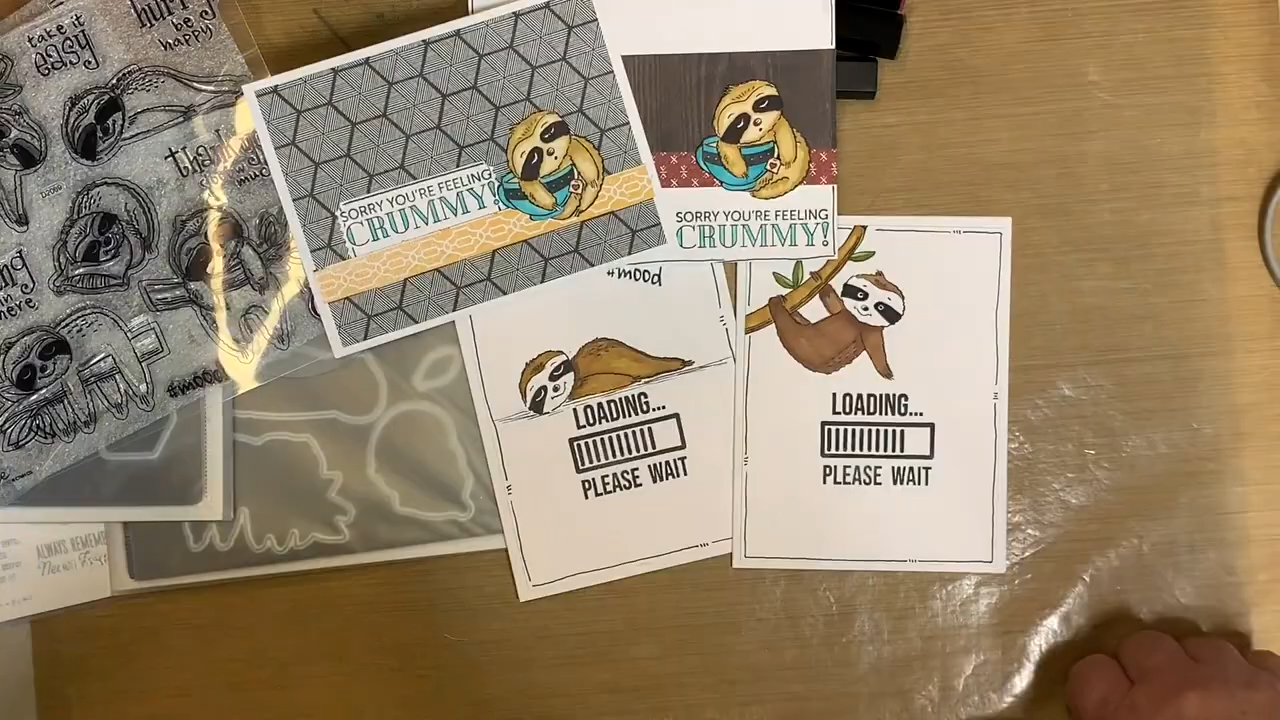 take it
easy
hurry
be
happy
#mood
SORRY YOU'RE FEELING
CRUMMY!
SORRY YOU'RE FEELING
CRUMMY!
#mood
LOADING...
PLEASE WAIT
LOADING...
PLEASE WAIT
ALWAYS REMEMB